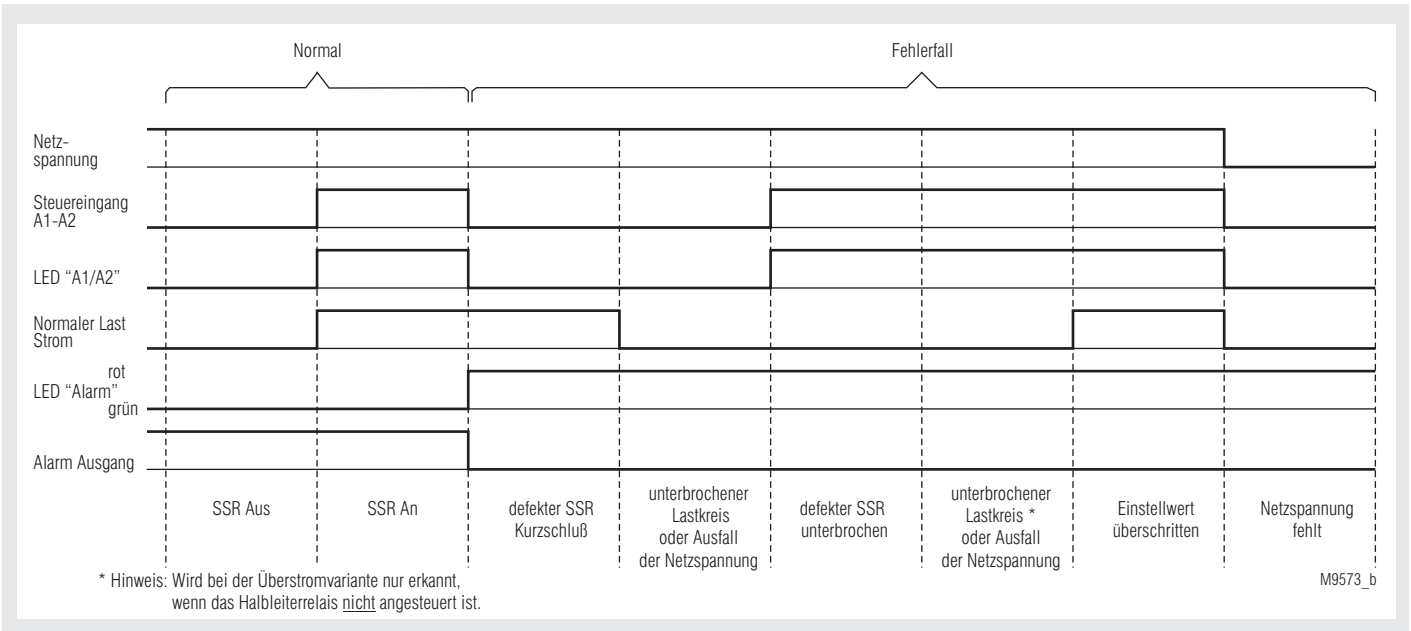 Normal
Fehlerfall
Netz-
spannung
Steuereingang
A1-A2
LED “A1/A2”
Normaler Last
Strom
rot
LED “Alarm”
grün
Alarm Ausgang
SSR Aus
SSR An
defekter SSR
Kurzschluß
unterbrochener
Lastkreis
oder Ausfall
der Netzspannung
defekter SSR
unterbrochen
unterbrochener
Lastkreis *
oder Ausfall
der Netzspannung
Einstellwert
überschritten
Netzspannung
fehlt
* Hinweis: Wird bei der Überstromvariante nur erkannt,
wenn das Halbleiterrelais nicht angesteuert ist.
M9573_b